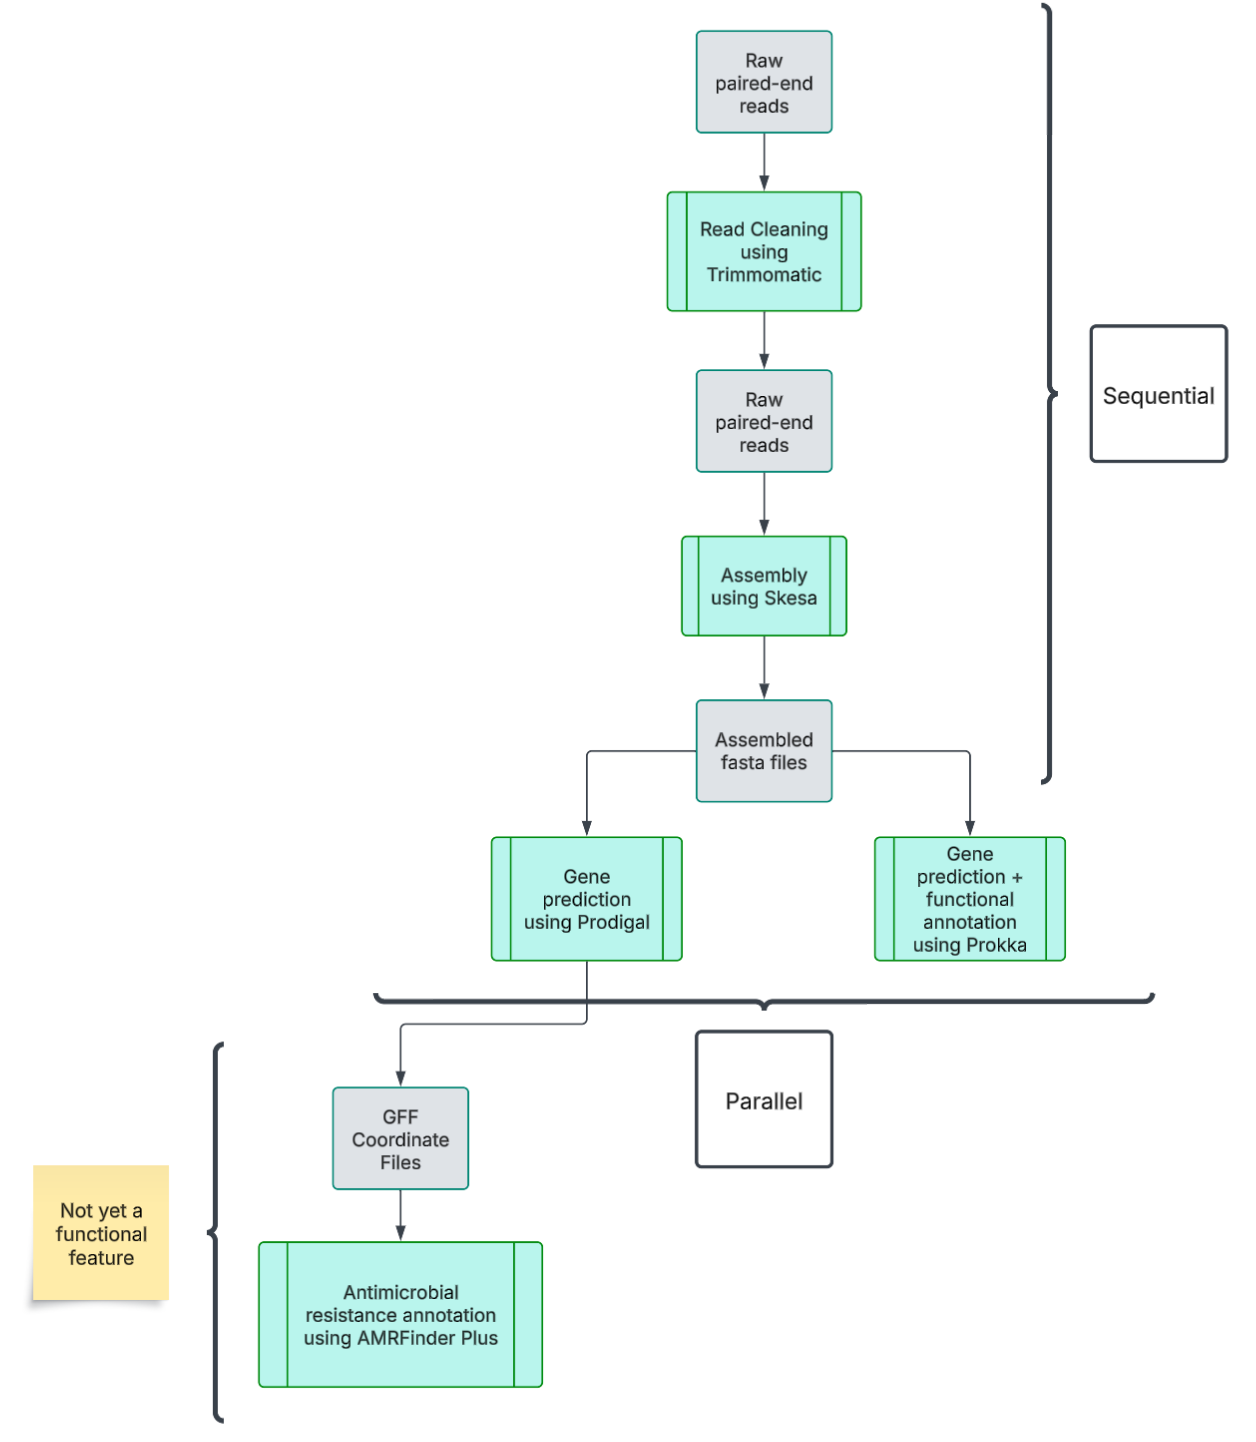 Raw
paired-end
reads
Read Cleaning
using
Trimmomatic
Raw
paired-end
reads
Sequential
Assembly
using Skesa
Assembled
fasta files
Gene
prediction
using Prodigal
Gene
prediction +
functional
annotation
using Prokka
Parallel
GFF
Coordinate
Files
Not yet a
functional
feature
Antimicrobial
resistance annotation
using AMRFinder Plus